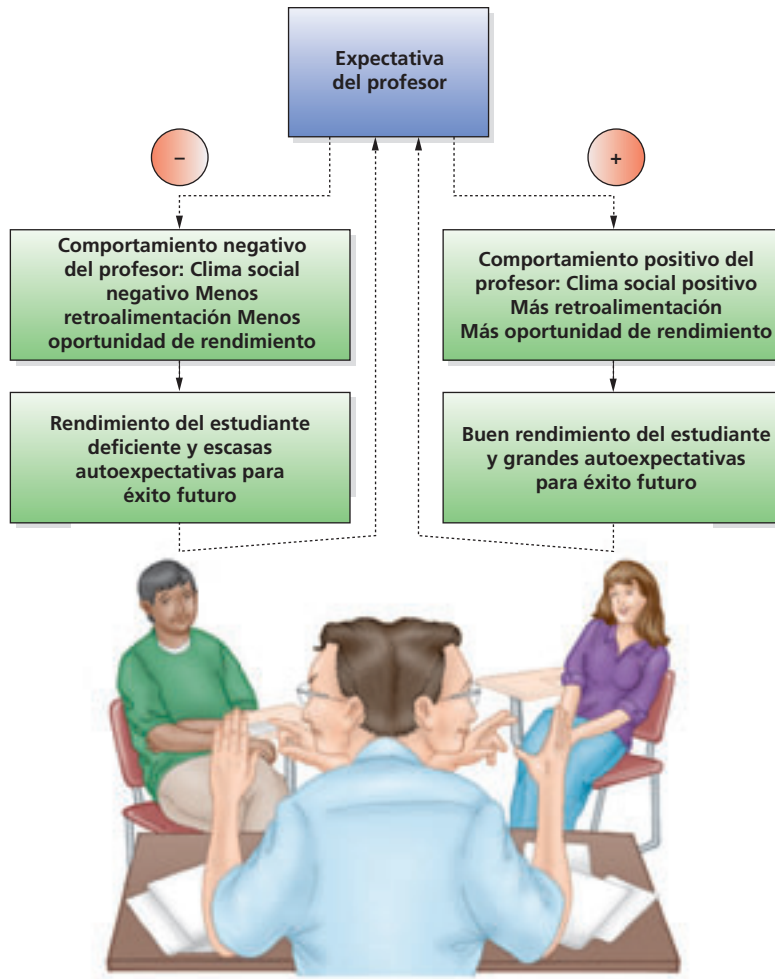 Expectativa
del profesor
–
+
Comportamiento negativo
del profesor: Clima social
negativo Menos
retroalimentación Menos
oportunidad de rendimiento
Comportamiento positivo del
profesor: Clima social positivo
Más retroalimentación
Más oportunidad de rendimiento
Rendimiento del estudiante
deficiente y escasas
autoexpectativas para
éxito futuro
Buen rendimiento del estudiante
y grandes autoexpectativas
para éxito futuro